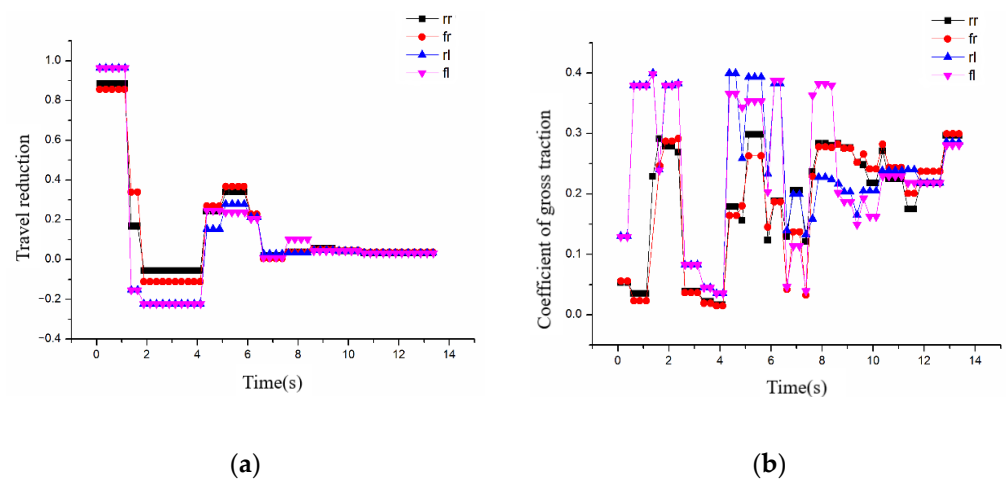 rr
fr
rl
fl
1.0
0.8
0.6
0.4
0.2
0.0
−0.2
−0.4
Travel reduction
0 2 4 6 8 10 12 14
Time(s)
(a)
rr
fr
rl
fl
0.4
0.3
0.2
0.1
0.0
Coefficient of gross traction
0 2 4 6 8 10 12 14
Time(s)
(b)